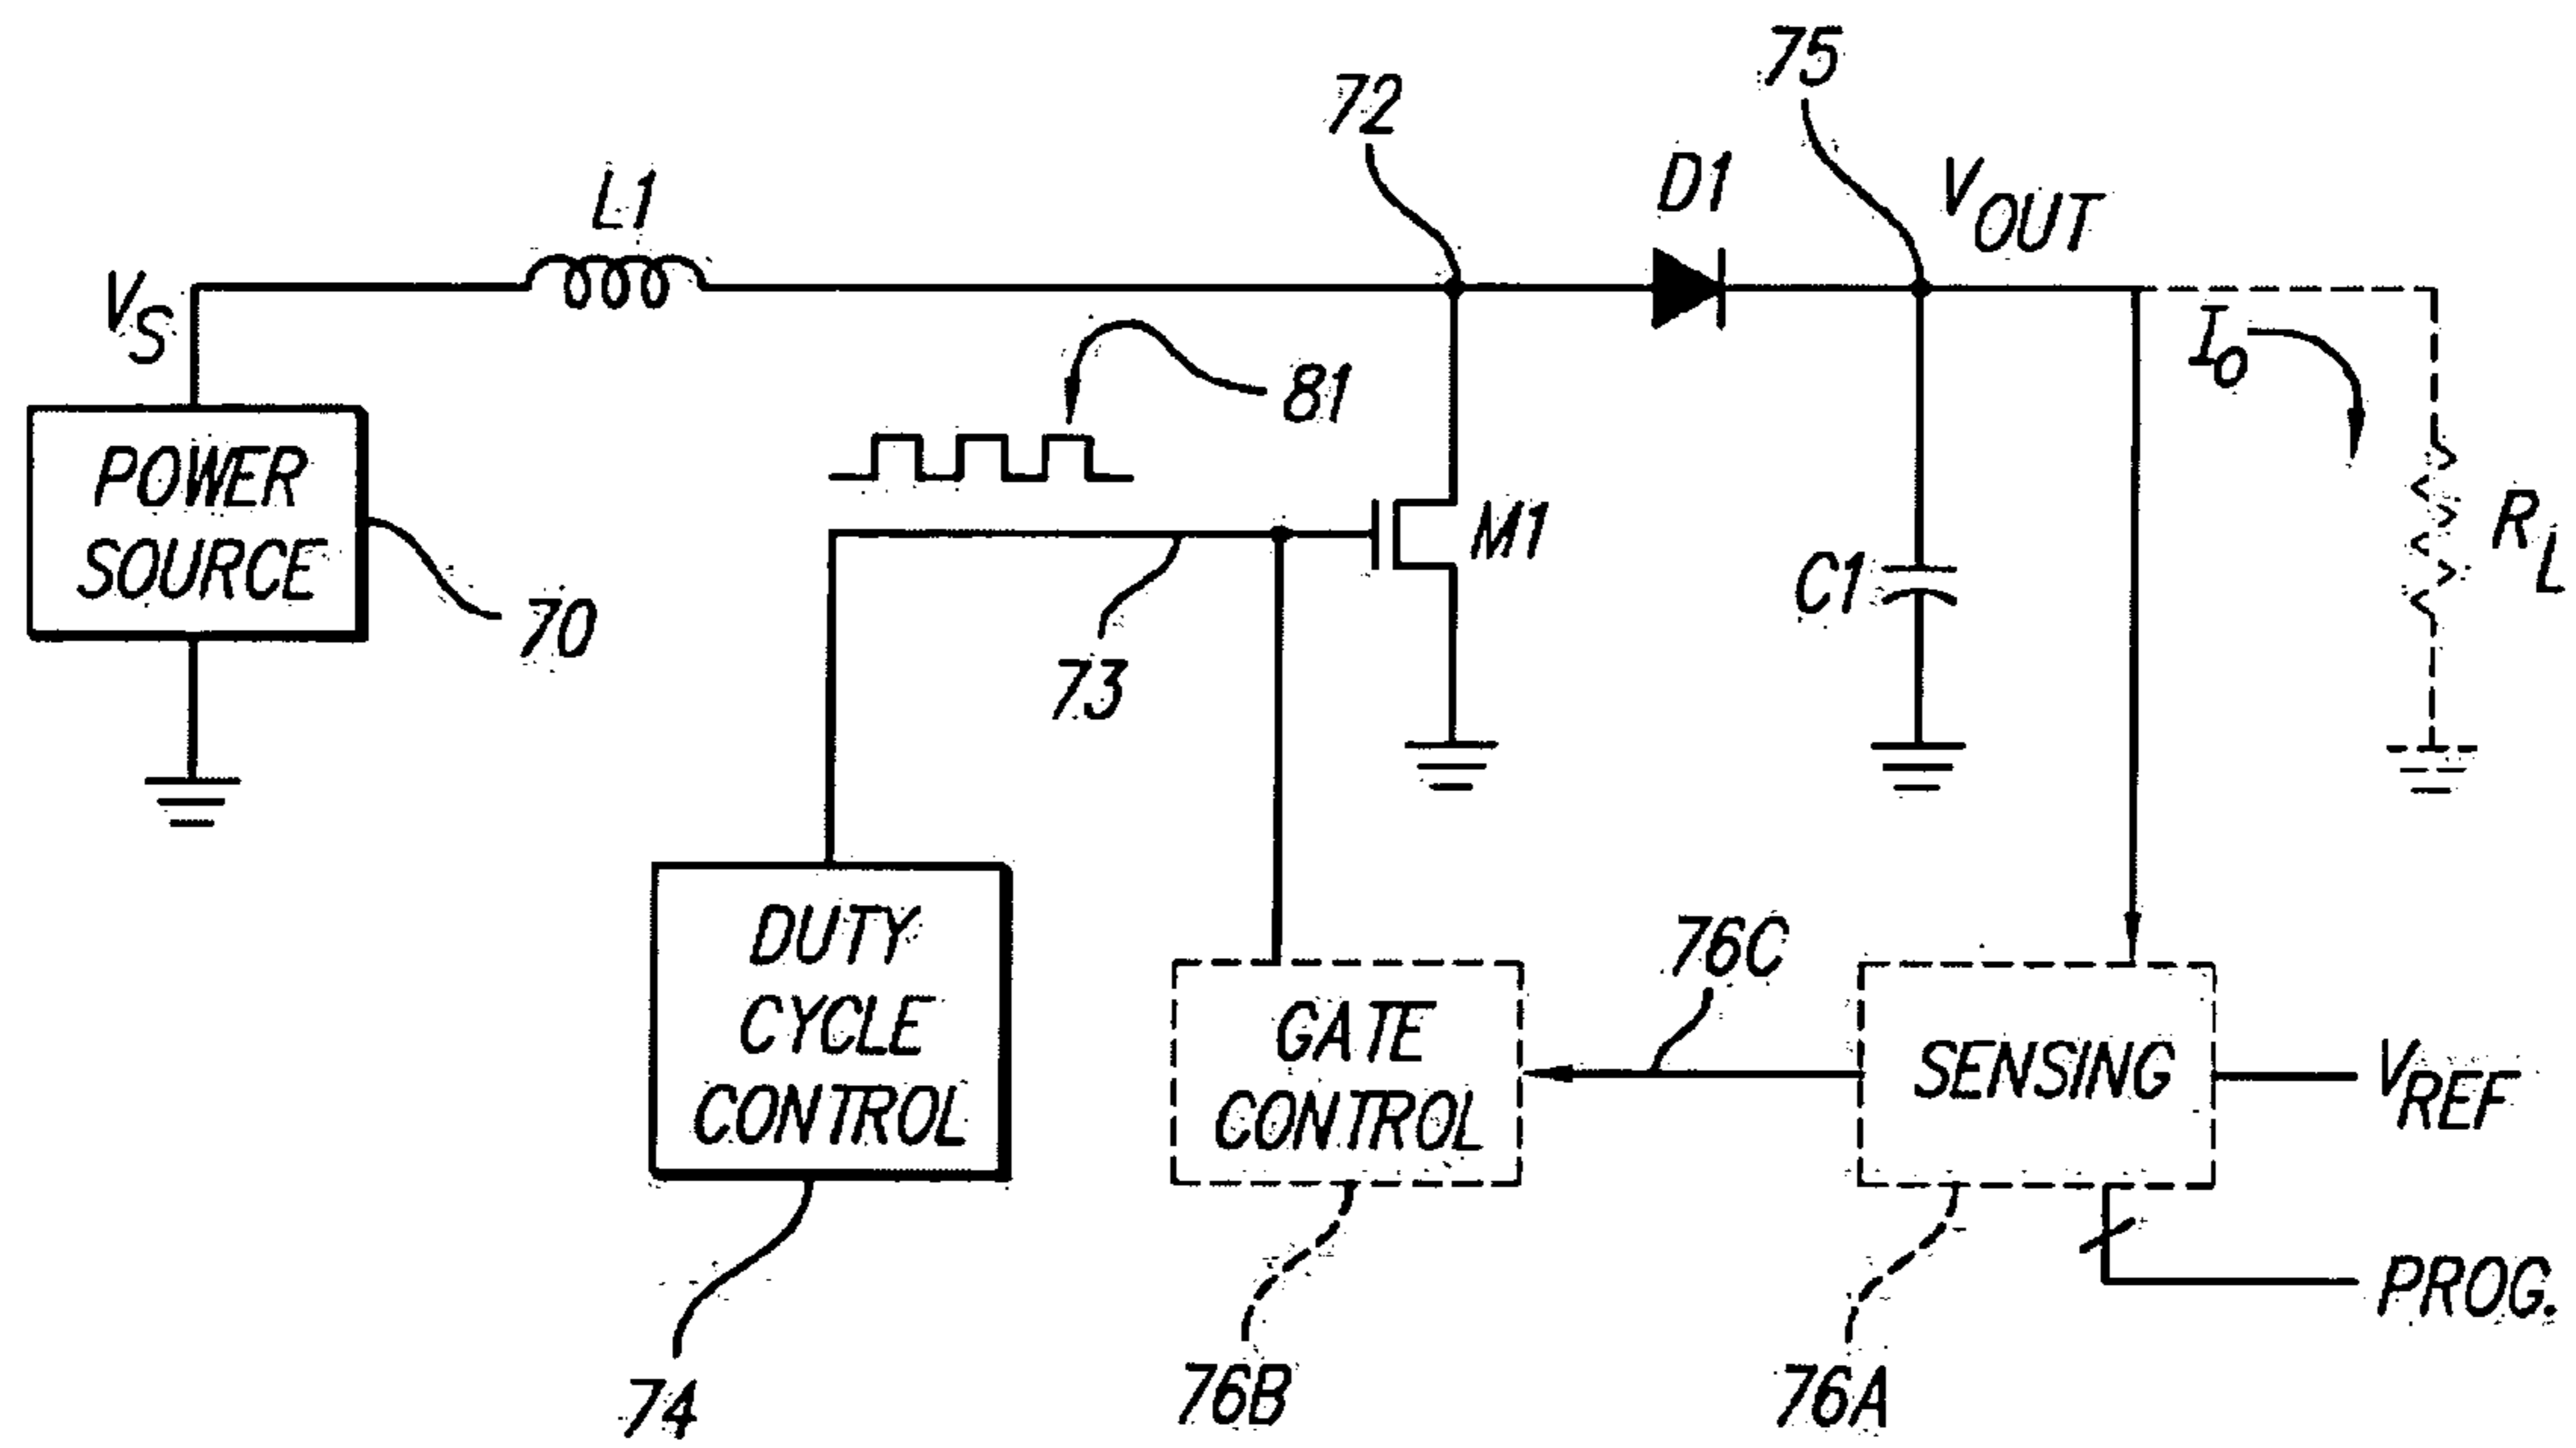 75
72
D1
V_OUT
L1
V_S
I_O
81
POWER
SOURCE
M1
R_L
C1
70
73
DUTY
CYCLE
CONTROL
76C
GATE
CONTROL
SENSING
V_REF
PROG.
74
76B
76A